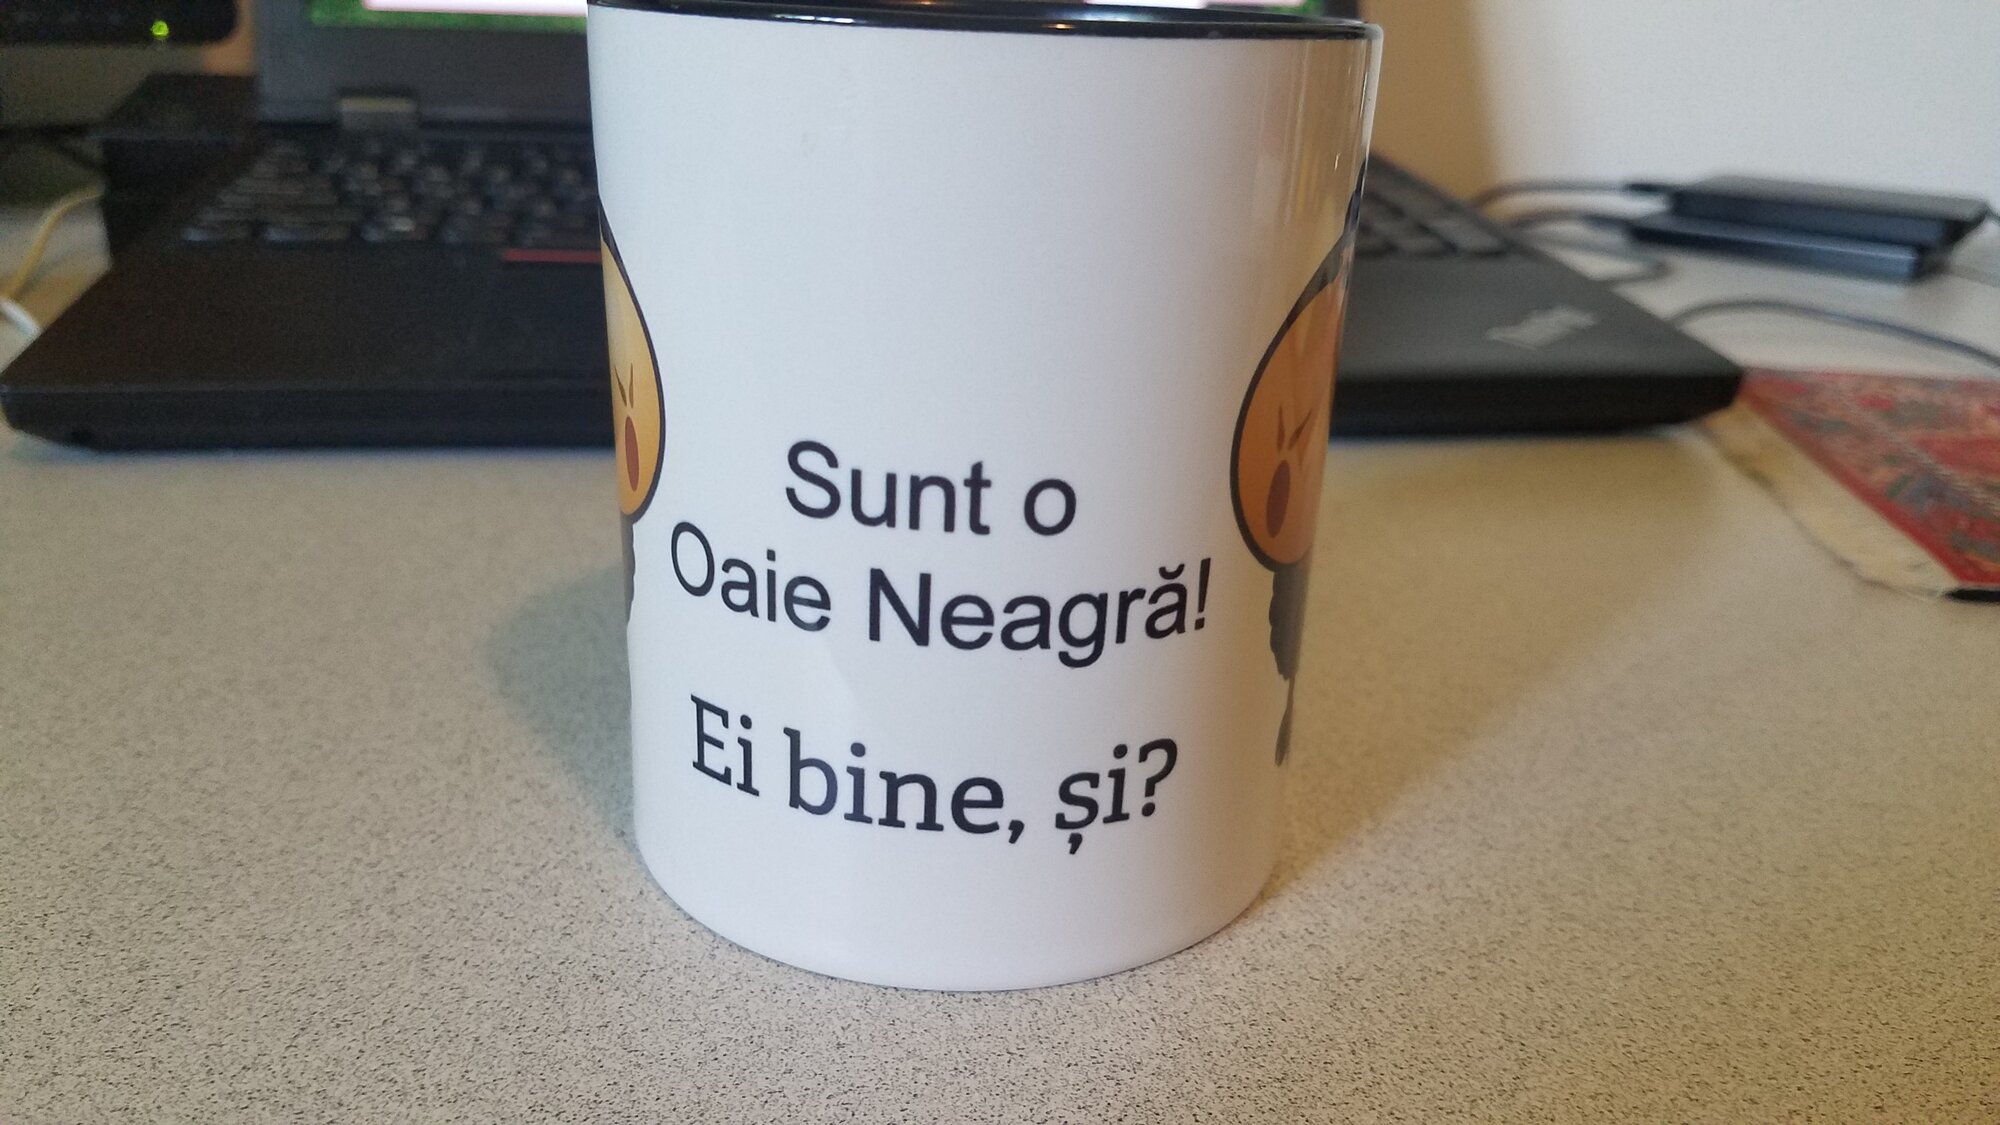 Sunt o
Oaie Neagră!
Ei bine, și?